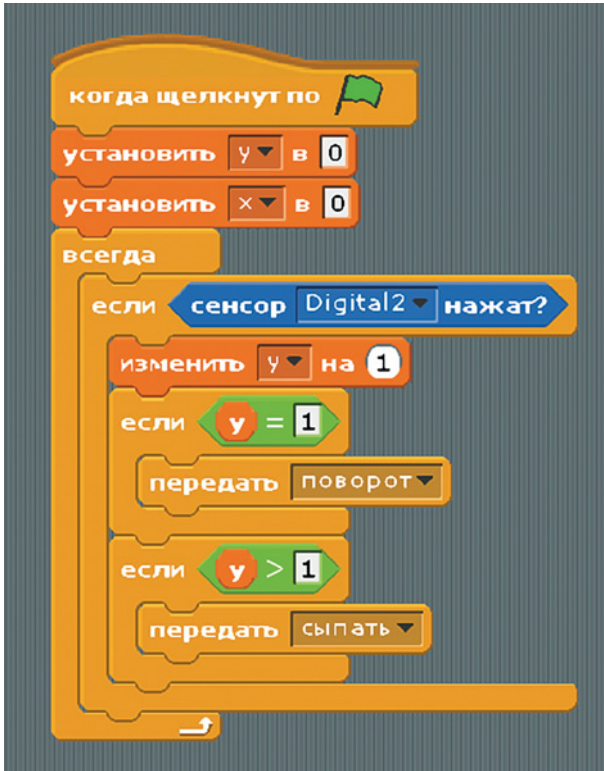 когда щелкнут по
установить y в 0
установить x в 0
всегда
если сенсор Digital2 нажат?
изменить y на 1
если y = 1
передать поворот
если y > 1
передать сыпать